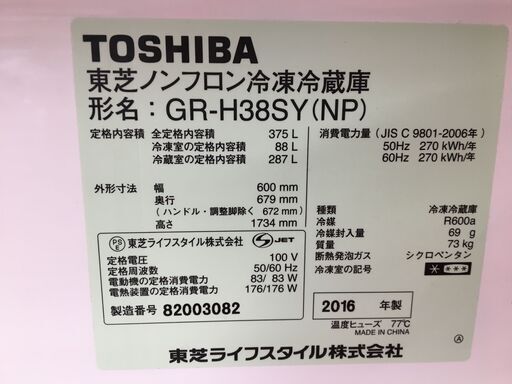 TOSHIBA
東芝ノンフロン冷凍冷蔵庫
形名：GR-H38SY(NP)
定格内容積 全定格内容積 375 L
冷凍室の定格内容積 88 L
冷蔵室の定格内容積 287 L
消費電力量 (JIS C 9801-2006年)
50Hz 270 kWh/年
60Hz 270 kWh/年
外形寸法 幅 600 mm
奥行 679 mm
(ハンドル・調整脚除く 672 mm)
高さ 1734 mm
種類 冷凍冷蔵庫
冷媒 R600a
冷媒封入量 69 g
質量 73 kg
断熱発泡ガス シクロペンタン
冷凍室の記号
PS E 東芝ライフスタイル株式会社 S JET
定格電圧 100 V
定格周波数 50/60 Hz
電動機の定格消費電力 83/ 83 W
電熱装置の定格消費電力 176/176 W
製造番号 82003082
2016 年製
温度ヒューズ 77℃
MADE IN CHINA
A
東芝ライフスタイル株式会社